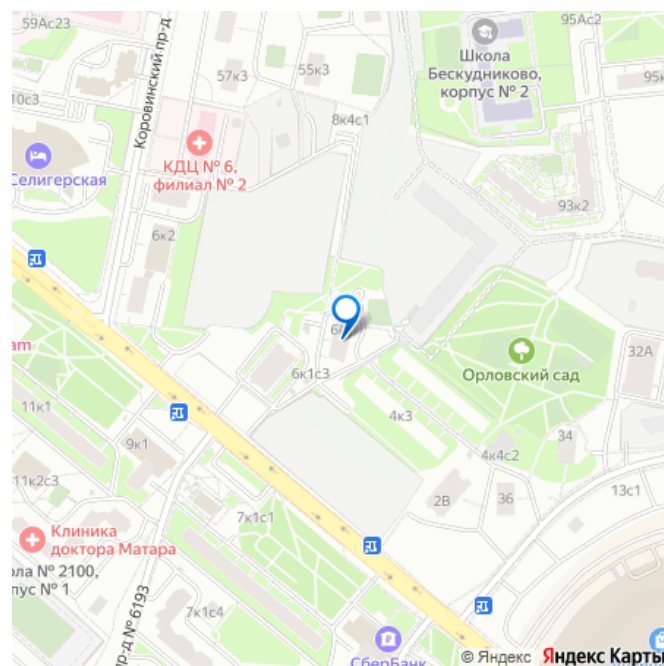 59Ас23
55к3
57к3
95Ас2
Школа
Бескудниково,
корпус № 2
10с3
Коровинский пр-д
8к4с1
КДЦ № 6,
филиал № 2
Селигерская
93к2
6к2
6к1с3
Орловский сад
32А
11к1
9к1
4к3
34
4к4с2
11к2с3
2В
36
13с1
7к1с1
Клиника
доктора Матара
ола № 2100,
пус № 1
пр-д № 6193
7к1с4
СберБанк
© Яндекс Яндекс Карты